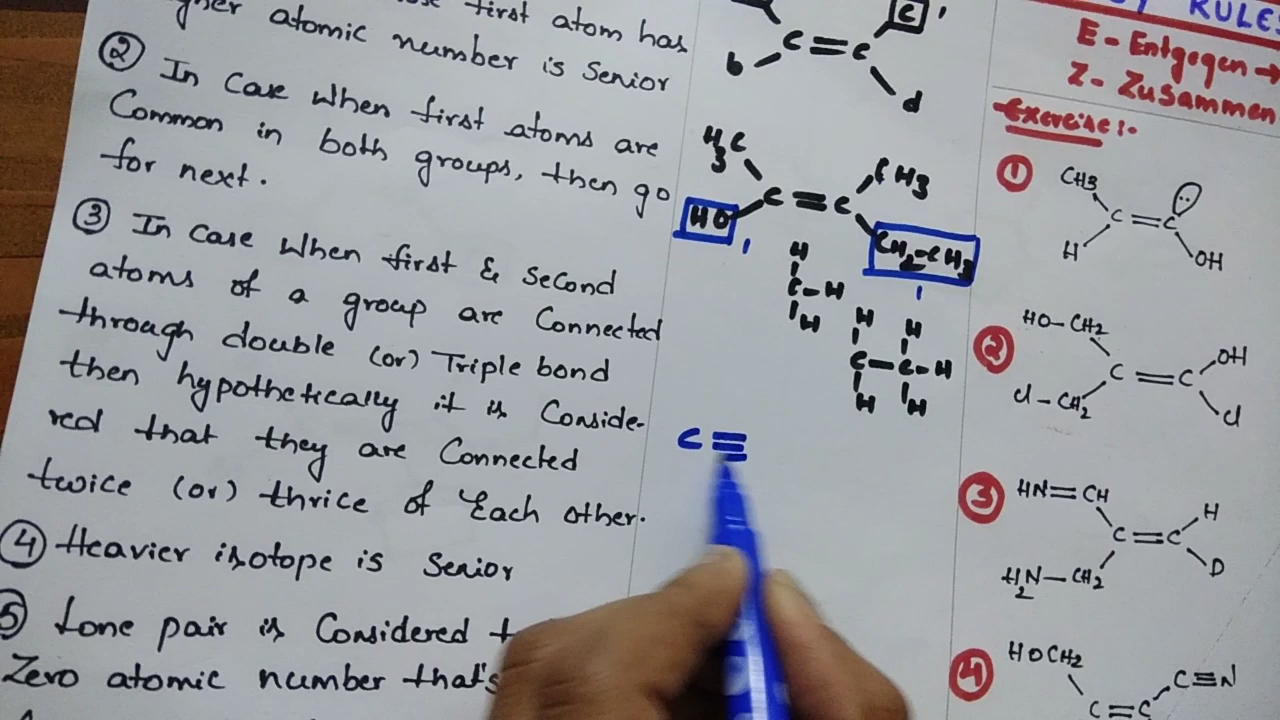 first atom has
atomic number is Senior
② In Case when first atoms are
Common in both groups, then go
for next.
③ In Case when first & Second
atoms of a group are Connected
through double (or) Triple bond
then hypothetically it is Conside-
red that they are Connected
twice (or) thrice of Each other.
④ Heavier isotope is Senior
⑤ Lone pair is Considered
Zero atomic number that's
c
b
C=C
d
H3C
CH3
C=C
HO
CH2-CH3
1
1
H
C-H
H
H H
C-C-H
H H
C=
RULES
E - Entgegen →
Z - Zusammen
Exercise :-
① CH3
C=C
H
OH
② HO-CH2
OH
C=C
Cl-CH2
Cl
③ HN=CH
H
C=C
H2N-CH2
D
④ HOCH2
C≡N
C=C